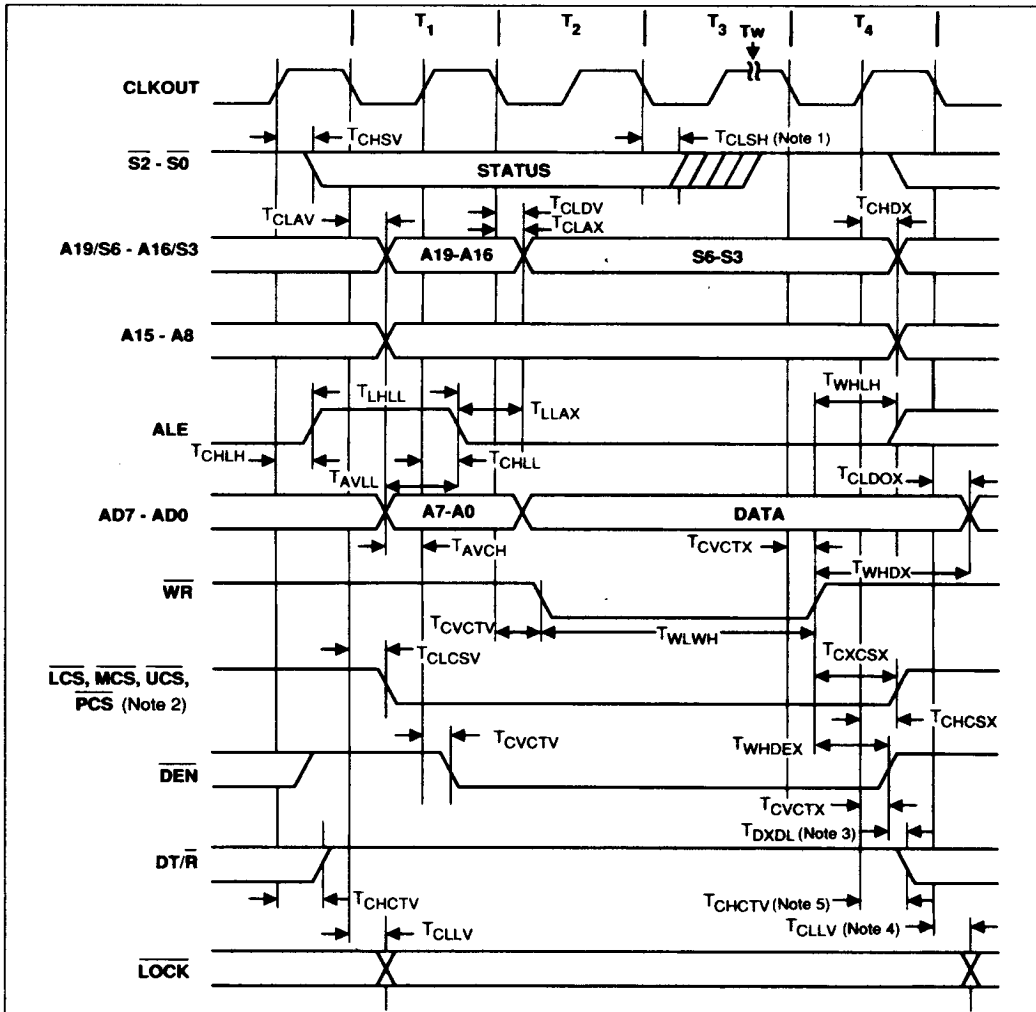 T1 T2 T3 T4
Tw
CLKOUT
TCHSV
TCLSH (Note 1)
S2 - S0
STATUS
TCLAV
TCLDV
TCLAX
TCHDX
A19/S6 - A16/S3
A19-A16
S6-S3
A15 - A8
TLHLL
TWHLH
TLLAX
ALE
TCHLH
TCHLL
TAVLL
TCLDOX
AD7 - AD0
A7-A0
DATA
TAVCH
TCVCTX
TWHDX
WR
TCVCTV
TWLWH
TCLCSV
TCXCSX
LCS, MCS, UCS,
PCS (Note 2)
TCHCSX
TCVCTV
TWHDEX
DEN
TCVCTX
TDXDL (Note 3)
DT/R
TCHCTV
TCHCTV (Note 5)
TCLLV
TCLLV (Note 4)
LOCK